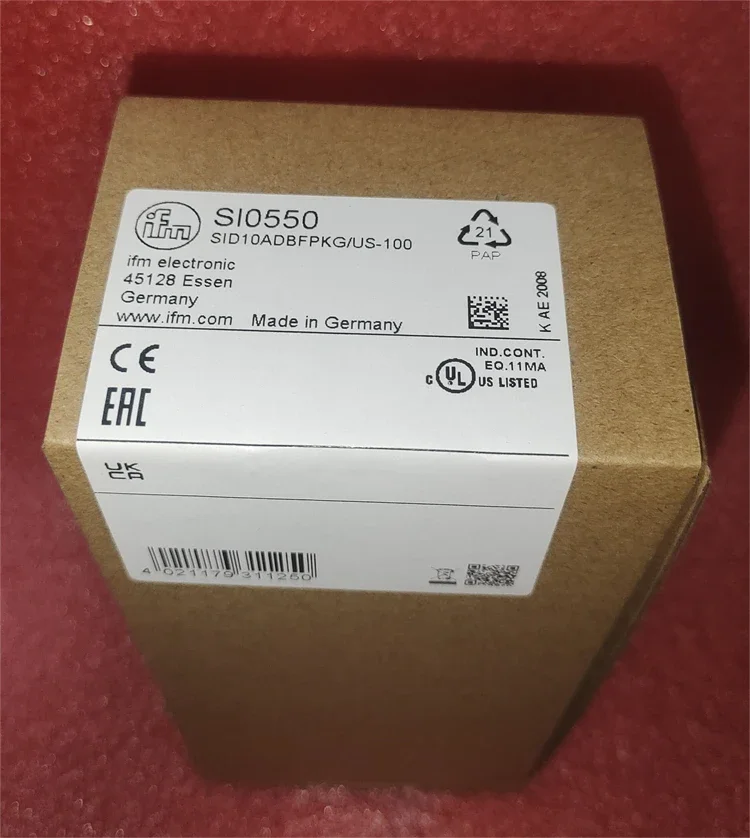 ifm
SI0550
SID10ADBFPKG/US-100
ifm electronic
45128 Essen
Germany
www.ifm.com Made in Germany
21
PAP
K AE 2008
CE
EAC
C UL US LISTED
IND.CONT.
EQ.11MA
UK
CA
4 021179 311250